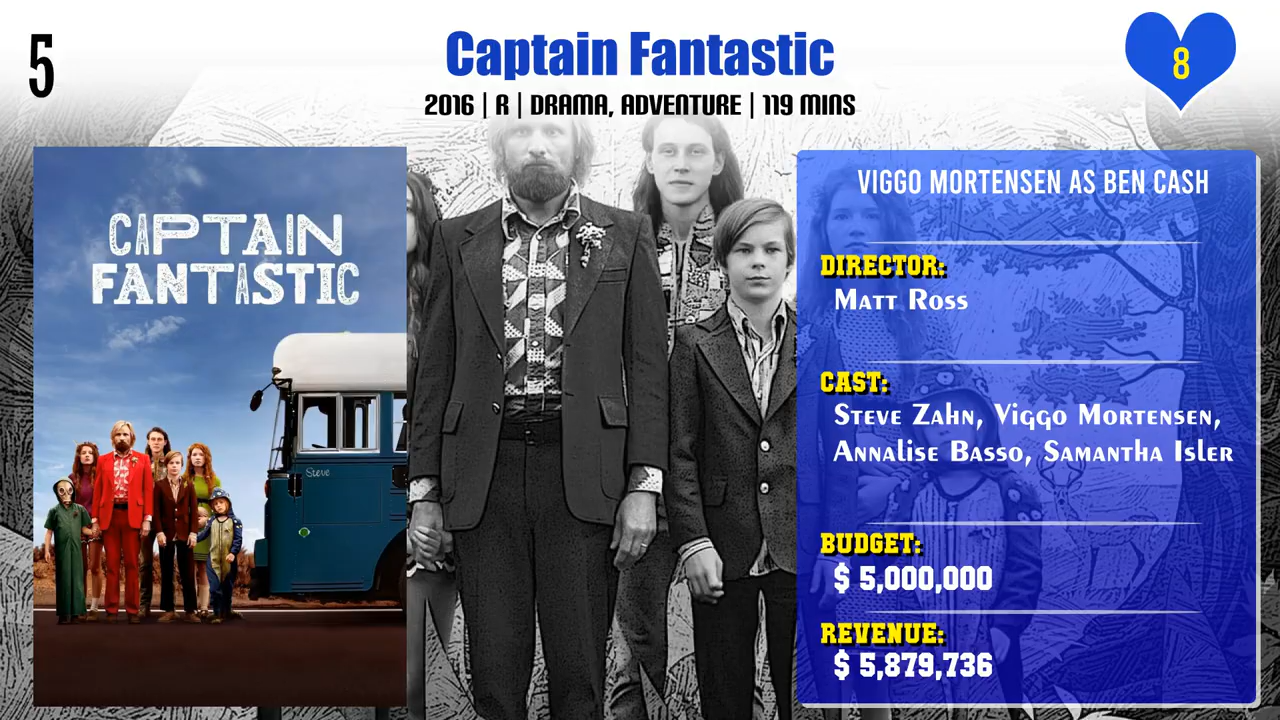 5
Captain Fantastic
8
2016 | R | DRAMA, ADVENTURE | 119 MINS
CAPTAIN
FANTASTIC
Steve
VIGGO MORTENSEN AS BEN CASH
DIRECTOR:
Matt Ross
CAST:
Steve Zahn, Viggo Mortensen,
Annalise Basso, Samantha Isler
BUDGET:
$ 5,000,000
REVENUE:
$ 5,879,736